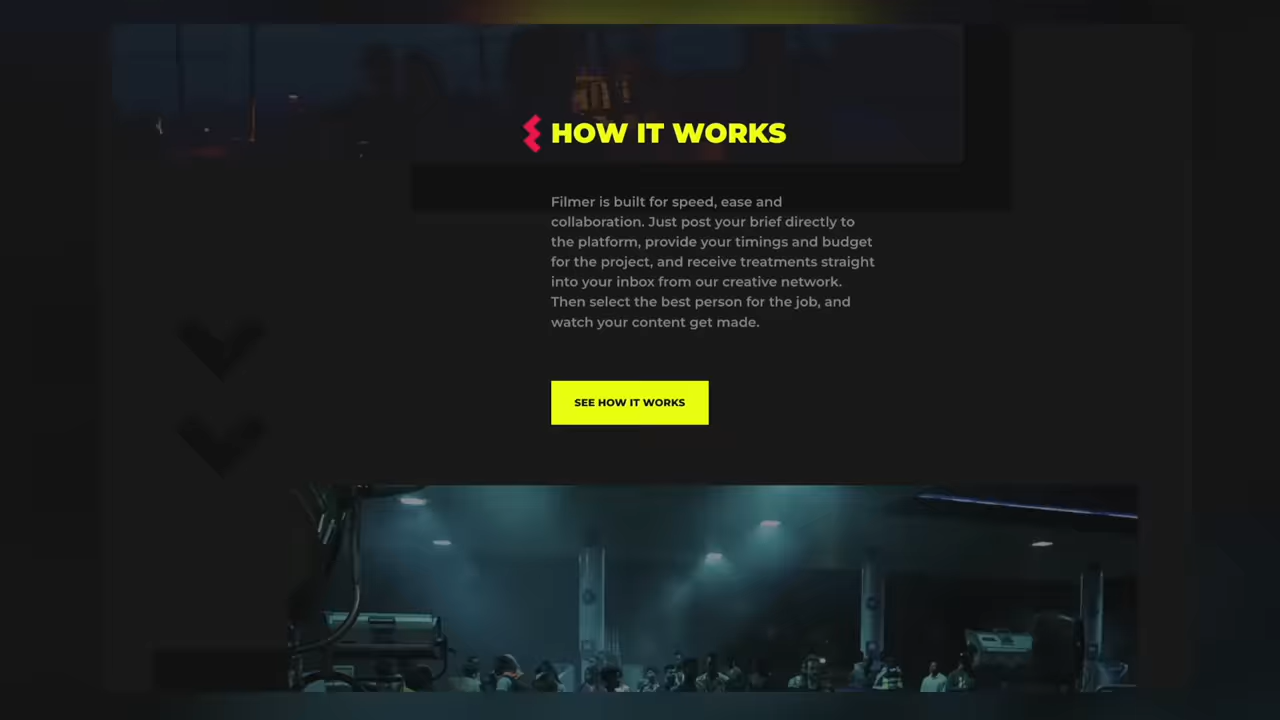 HOW IT WORKS
Filmer is built for speed, ease and
collaboration. Just post your brief directly to
the platform, provide your timings and budget
for the project, and receive treatments straight
into your inbox from our creative network.
Then select the best person for the job, and
watch your content get made.
SEE HOW IT WORKS